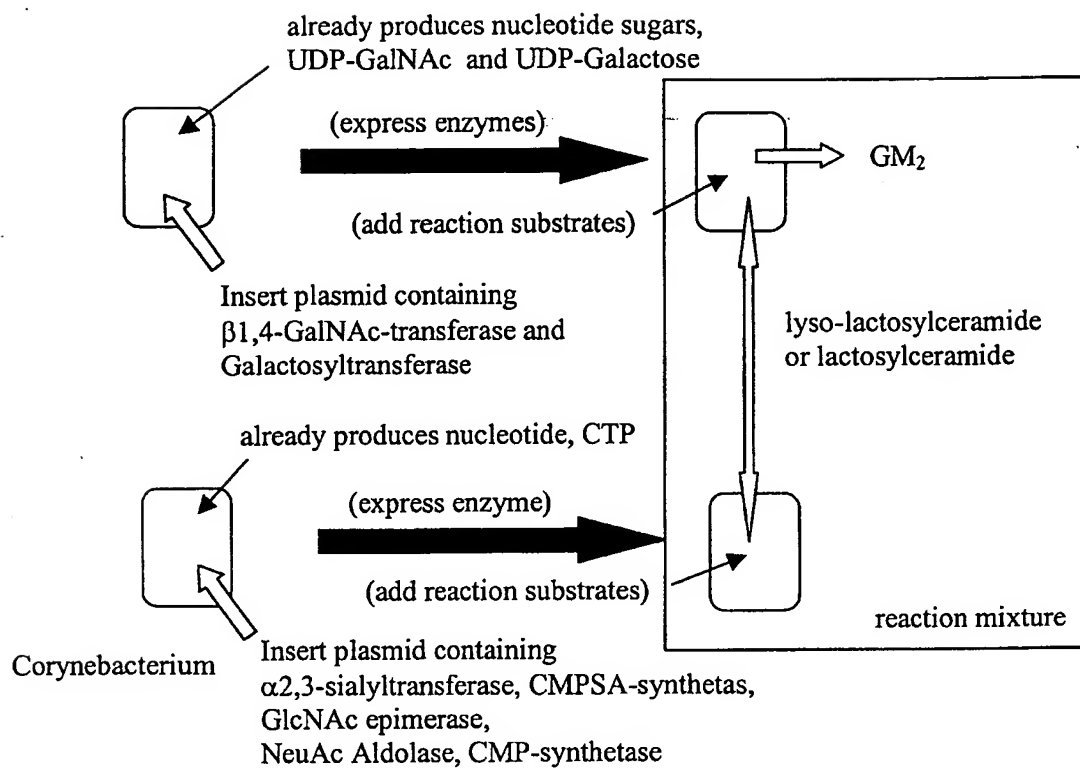 already produces nucleotide sugars,
UDP-GalNAc and UDP-Galactose
(express enzymes)
GM₂
(add reaction substrates)
Insert plasmid containing
β1,4-GalNAc-transferase and
Galactosyltransferase
lyso-lactosylceramide
or lactosylceramide
already produces nucleotide, CTP
(express enzyme)
(add reaction substrates)
reaction mixture
Corynebacterium
Insert plasmid containing
α2,3-sialyltransferase, CMPSA-synthetas,
GlcNAc epimerase,
NeuAc Aldolase, CMP-synthetase